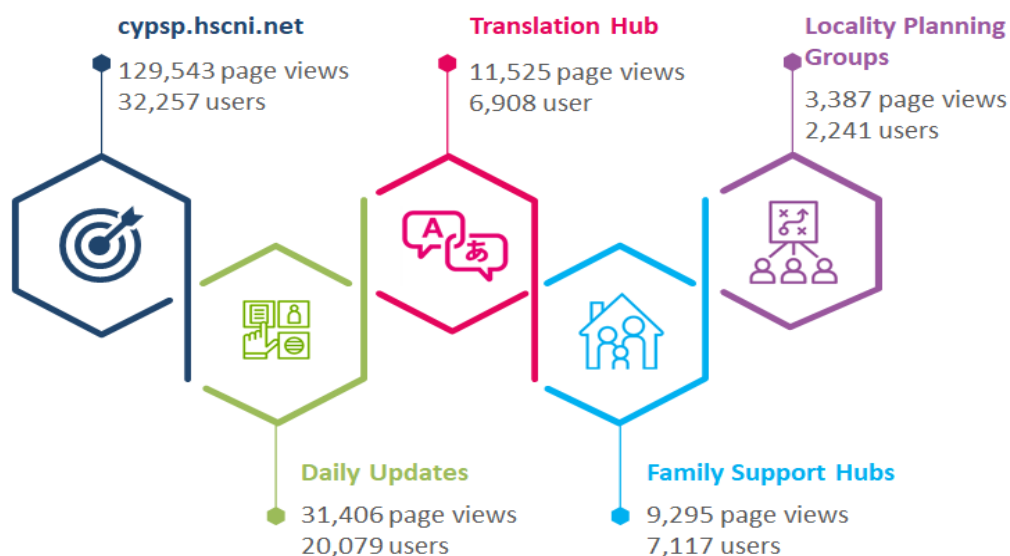 cypsp.hscni.net
129,543 page views
32,257 users
Translation Hub
11,525 page views
6,908 user
Locality Planning
Groups
3,387 page views
2,241 users
A
あ
Daily Updates
31,406 page views
20,079 users
Family Support Hubs
9,295 page views
7,117 users